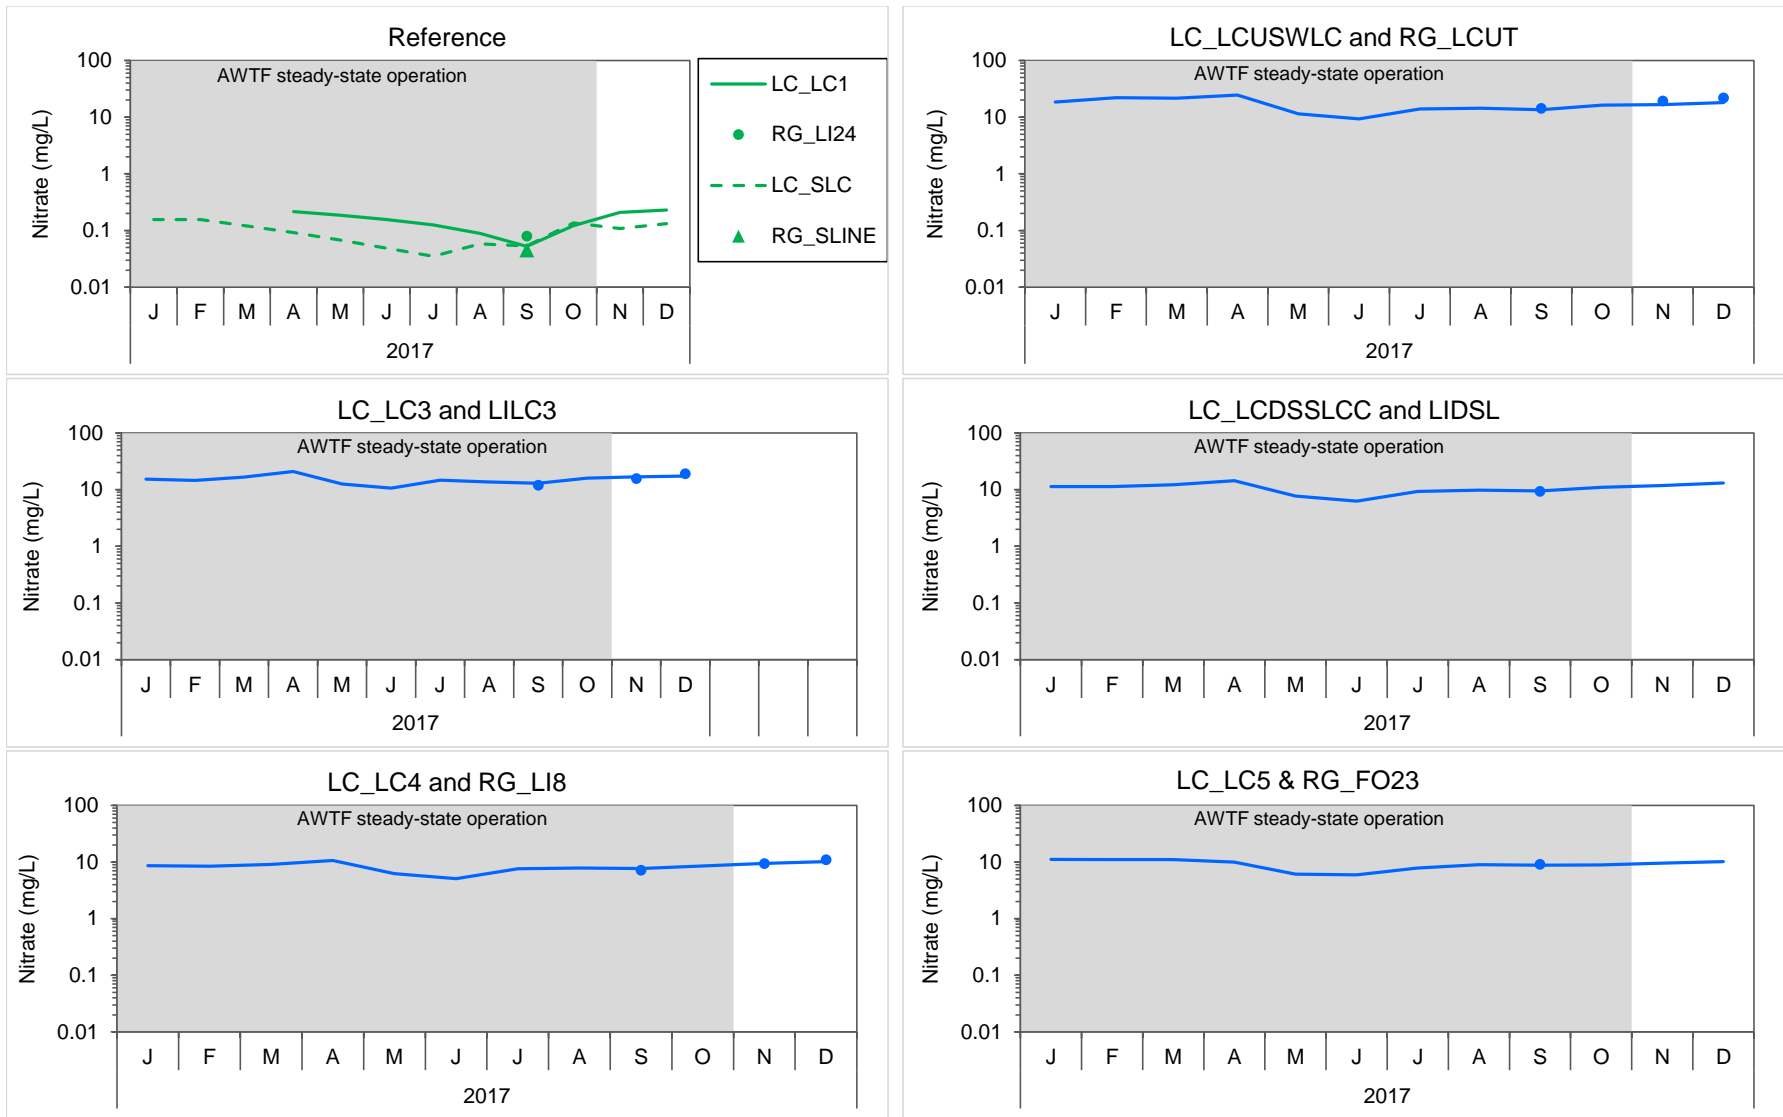 Reference
AWTF steady-state operation
Nitrate (mg/L)
100
10
1
0.1
0.01
J F M A M J J A S O N D
2017
LC_LC1
RG_LI24
LC_SLC
RG_SLINE
LC_LCUSWLC and RG_LCUT
AWTF steady-state operation
Nitrate (mg/L)
100
10
1
0.1
0.01
J F M A M J J A S O N D
2017
LC_LC3 and LILC3
AWTF steady-state operation
Nitrate (mg/L)
100
10
1
0.1
0.01
J F M A M J J A S O N D
2017
LC_LCDSSLCC and LIDSL
AWTF steady-state operation
Nitrate (mg/L)
100
10
1
0.1
0.01
J F M A M J J A S O N D
2017
LC_LC4 and RG_LI8
AWTF steady-state operation
Nitrate (mg/L)
100
10
1
0.1
0.01
J F M A M J J A S O N D
2017
LC_LC5 & RG_FO23
AWTF steady-state operation
Nitrate (mg/L)
100
10
1
0.1
0.01
J F M A M J J A S O N D
2017